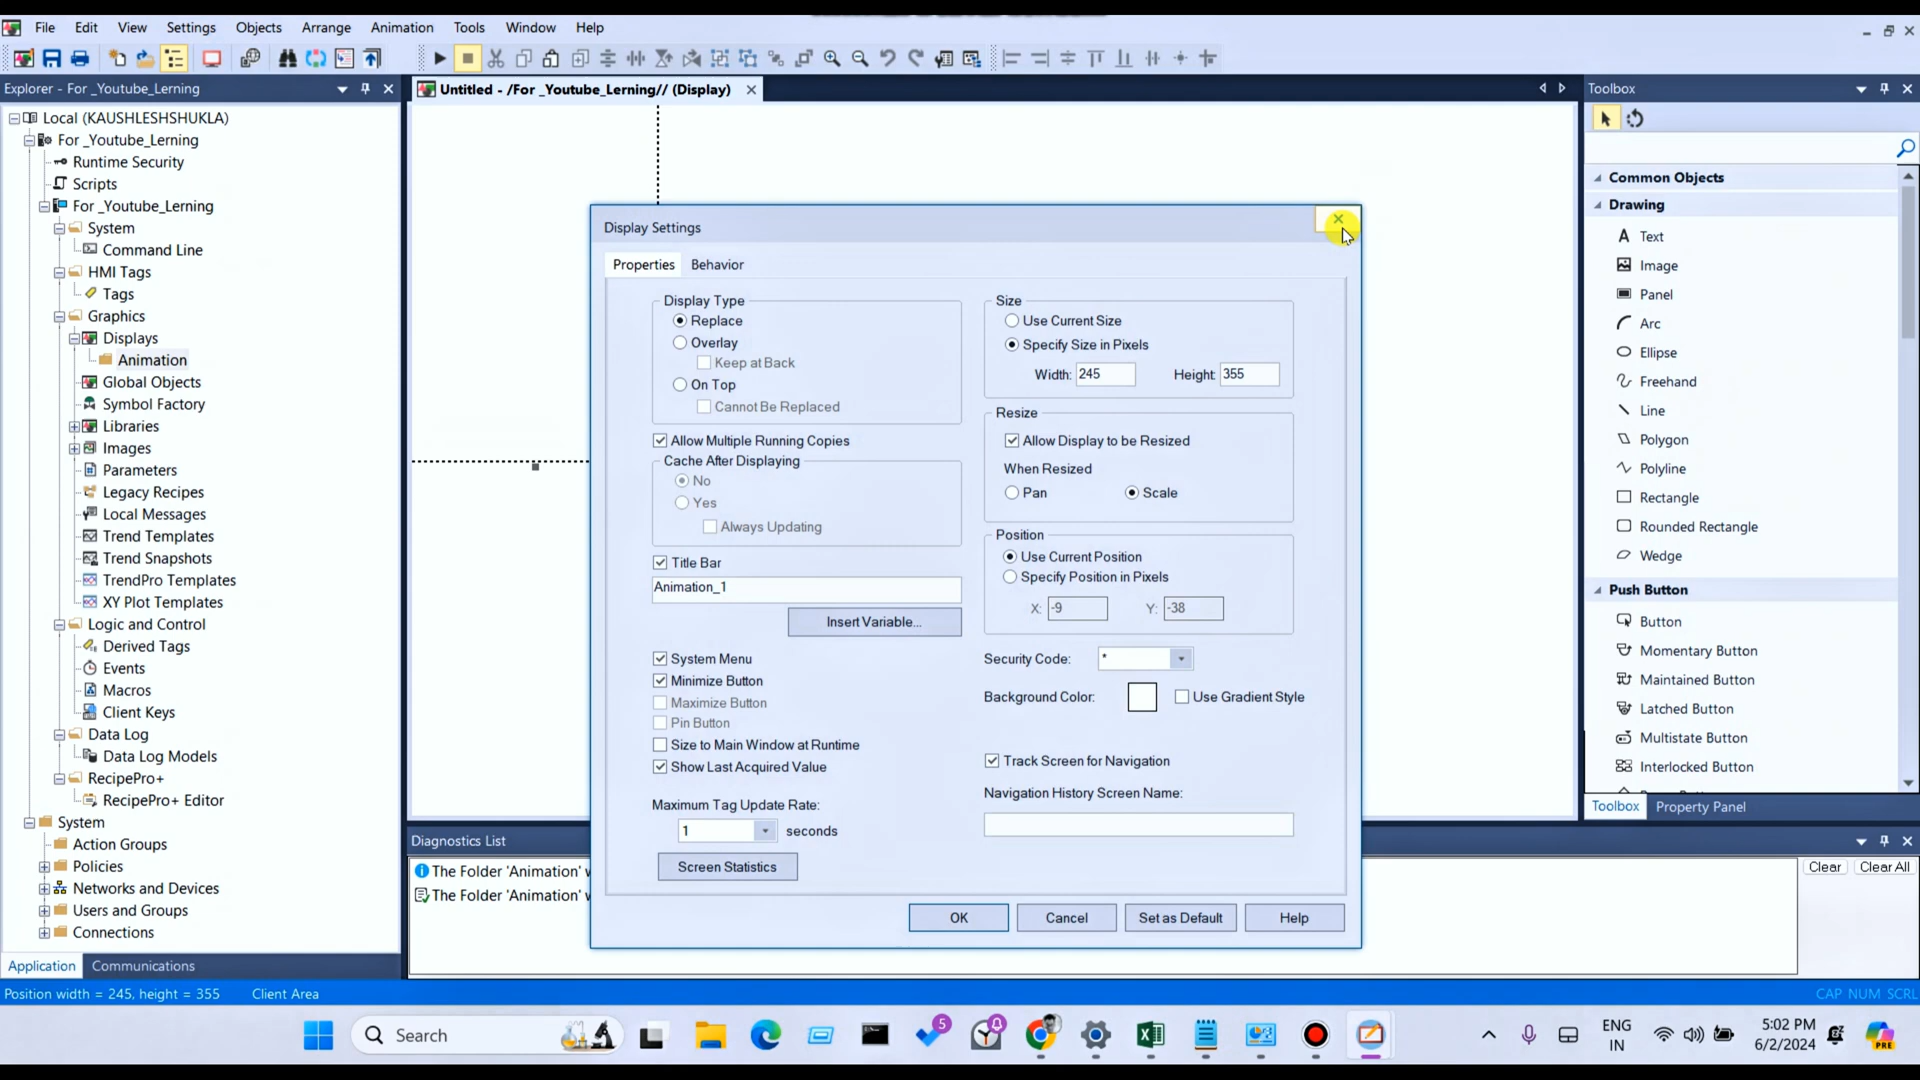 File Edit View Settings Objects Arrange Animation Tools Window Help
Explorer - For _Youtube_Lerning
Local (KAUSHLESHSHUKLA)
For _Youtube_Lerning
Runtime Security
Scripts
For _Youtube_Lerning
System
Command Line
HMI Tags
Tags
Graphics
Displays
Animation
Global Objects
Symbol Factory
Libraries
Images
Parameters
Legacy Recipes
Local Messages
Trend Templates
Trend Snapshots
TrendPro Templates
XY Plot Templates
Logic and Control
Derived Tags
Events
Macros
Client Keys
Data Log
Data Log Models
RecipePro+
RecipePro+ Editor
System
Action Groups
Policies
Networks and Devices
Users and Groups
Connections
Application Communications
Untitled - /For _Youtube_Lerning// (Display)
Display Settings
Properties Behavior
Display Type
Replace
Overlay
Keep at Back
On Top
Cannot Be Replaced
Allow Multiple Running Copies
Cache After Displaying
No
Yes
Always Updating
Title Bar
Animation_1
Insert Variable...
System Menu
Minimize Button
Maximize Button
Pin Button
Size to Main Window at Runtime
Show Last Acquired Value
Maximum Tag Update Rate:
1 seconds
Screen Statistics
Size
Use Current Size
Specify Size in Pixels
Width: 245 Height: 355
Resize
Allow Display to be Resized
When Resized
Pan Scale
Position
Use Current Position
Specify Position in Pixels
X: -9 Y: -38
Security Code: *
Background Color: Use Gradient Style
Track Screen for Navigation
Navigation History Screen Name:
OK Cancel Set as Default Help
Toolbox
Common Objects
Drawing
Text
Image
Panel
Arc
Ellipse
Freehand
Line
Polygon
Polyline
Rectangle
Rounded Rectangle
Wedge
Push Button
Button
Momentary Button
Maintained Button
Latched Button
Multistate Button
Interlocked Button
Toolbox Property Panel
Diagnostics List
The Folder 'Animation'
The Folder 'Animation'
Clear Clear All
Position width = 245, height = 355 Client Area
CAP NUM SCRL
Search
5
ENG
IN
5:02 PM
6/2/2024
PRE